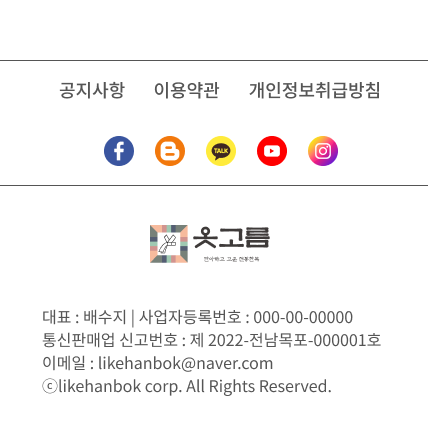 공지사항 이용약관 개인정보취급방침
TALK
옷고름
대표 : 배수지 | 사업자등록번호 : 000-00-00000
통신판매업 신고번호 : 제 2022-전남목포-000001호
이메일 : likehanbok@naver.com
ⓒlikehanbok corp. All Rights Reserved.